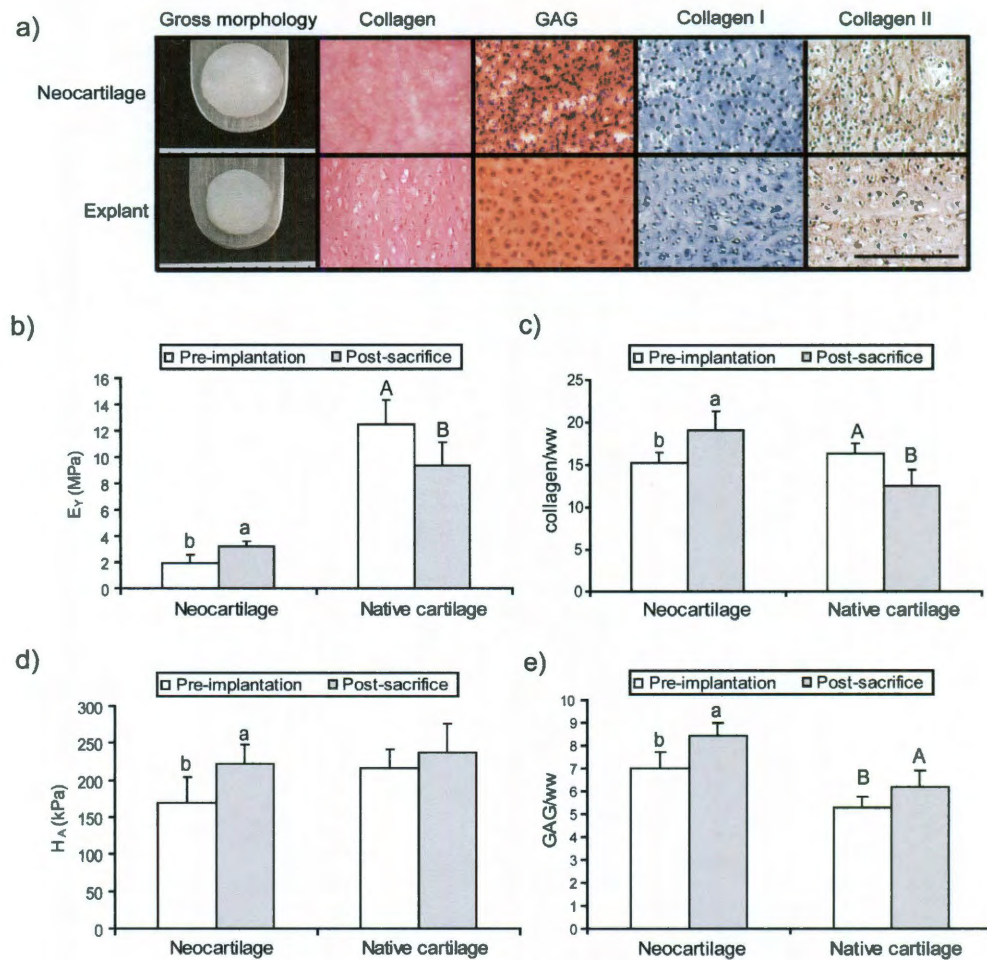 a)
Gross morphology Collagen GAG Collagen I Collagen II
Neocartilage
Explant
b)
Pre-implantation Post-sacrifice
16
14
12
10
8
6
4
2
0
E_Y (MPa)
b a A B
Neocartilage Native cartilage
c)
Pre-implantation Post-sacrifice
25
20
15
10
5
0
collagen/ww
b a A B
Neocartilage Native cartilage
d)
Pre-implantation Post-sacrifice
300
250
200
150
100
50
0
H_A (kPa)
b a
Neocartilage Native cartilage
e)
Pre-implantation Post-sacrifice
10
9
8
7
6
5
4
3
2
1
0
GAG/ww
b a B A
Neocartilage Native cartilage